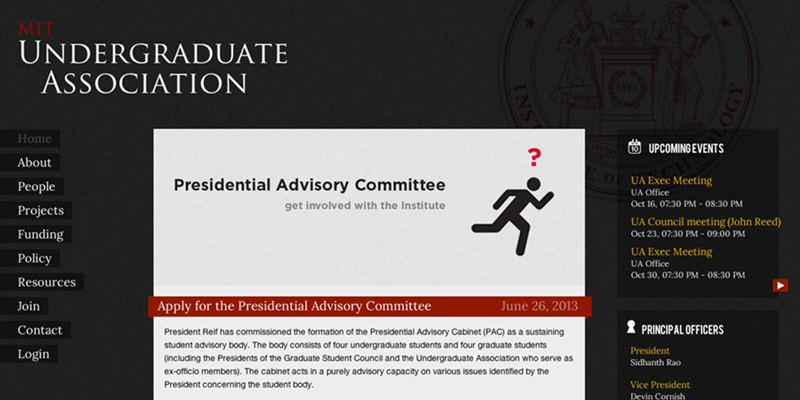 MIT
UNDERGRADUATE
ASSOCIATION
Home
About
People
Projects
Funding
Policy
Resources
Join
Contact
Login
?
Presidential Advisory Committee
get involved with the Institute
Apply for the Presidential Advisory Committee
June 26, 2013
President Reif has commissioned the formation of the Presidential Advisory Cabinet (PAC) as a sustaining
student advisory body. The body consists of four undergraduate students and four graduate students
(including the Presidents of the Graduate Student Council and the Undergraduate Association who serve as
ex-officio members). The cabinet acts in a purely advisory capacity on various issues identified by the
President concerning the student body.
1861
OF TECHNOLOGY
10
UPCOMING EVENTS
UA Exec Meeting
UA Office
Oct 16, 07:30 PM - 08:30 PM
UA Council meeting (John Reed)
Oct 23, 07:30 PM - 09:00 PM
UA Exec Meeting
UA Office
Oct 30, 07:30 PM - 08:30 PM
PRINCIPAL OFFICERS
President
Sidhanth Rao
Vice President
Devin Cornish